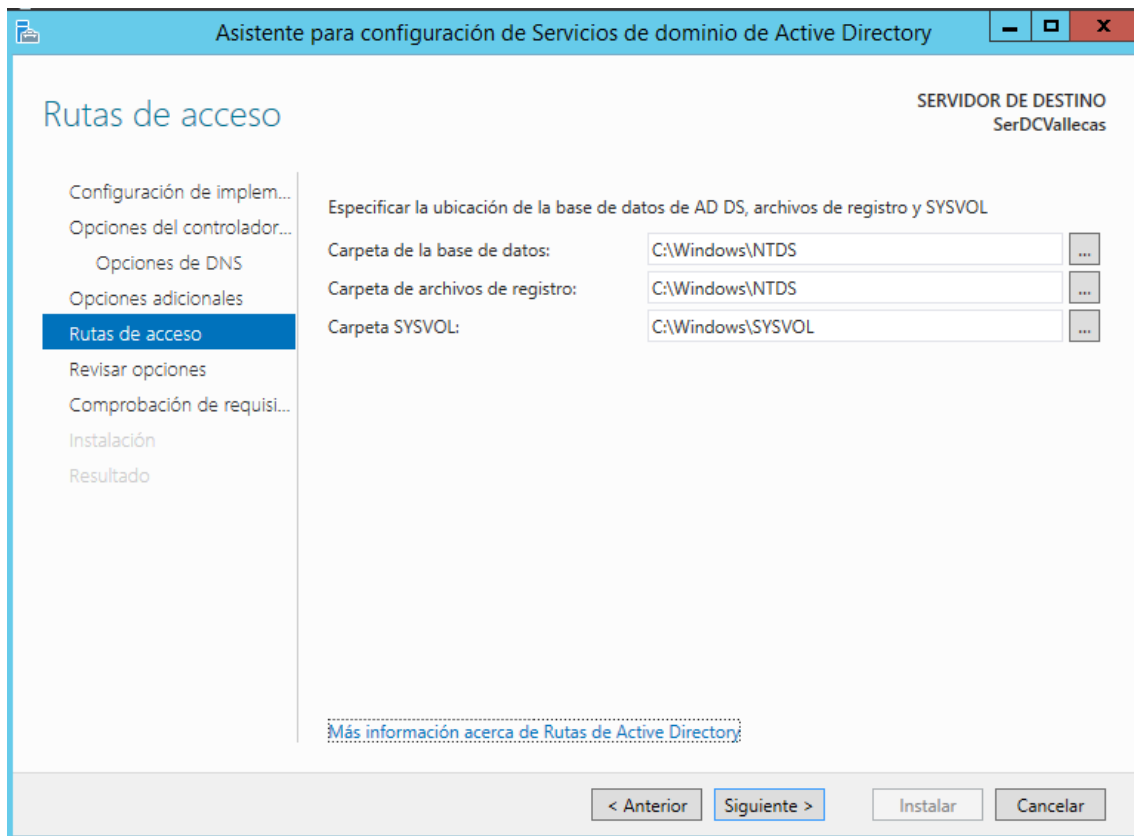 Asistente para configuración de Servicios de dominio de Active Directory
Rutas de acceso
SERVIDOR DE DESTINO
SerDCVallecas
Configuración de implem...
Opciones del controlador...
Opciones de DNS
Opciones adicionales
Rutas de acceso
Revisar opciones
Comprobación de requisi...
Instalación
Resultado
Especificar la ubicación de la base de datos de AD DS, archivos de registro y SYSVOL
Carpeta de la base de datos: C:\Windows\NTDS ...
Carpeta de archivos de registro: C:\Windows\NTDS ...
Carpeta SYSVOL: C:\Windows\SYSVOL ...
Más información acerca de Rutas de Active Directory
< Anterior Siguiente > Instalar Cancelar